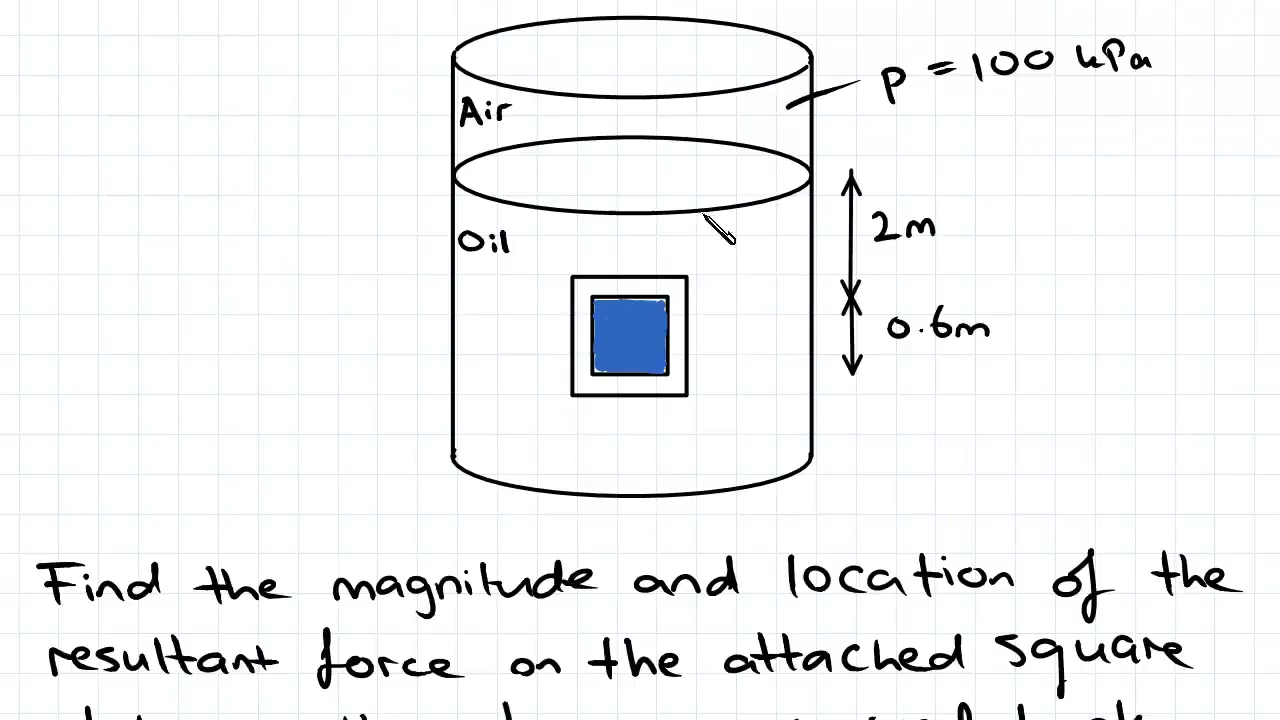 p = 100 kPa
Air
2m
Oil
0.6m
Find the magnitude and location of the
resultant force on the attached square